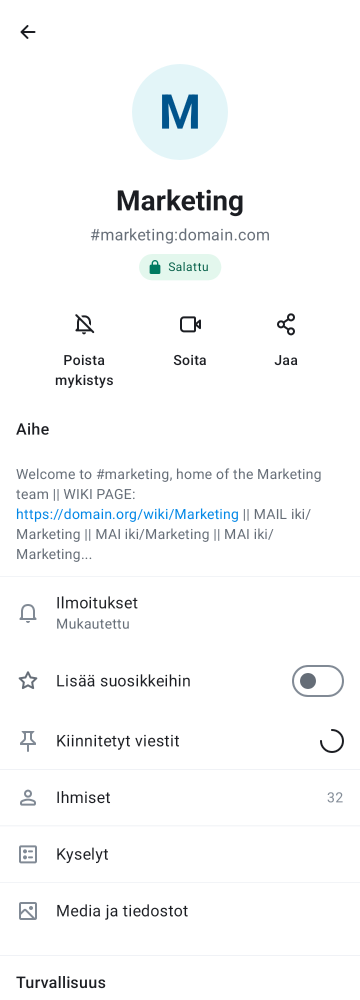 M
Marketing
#marketing:domain.com
Salattu
Poista
mykistys
Soita
Jaa
Aihe
Welcome to #marketing, home of the Marketing
team || WIKI PAGE:
https://domain.org/wiki/Marketing || MAIL iki/
Marketing || MAI iki/Marketing || MAI iki/
Marketing...
Ilmoitukset
Mukautettu
Lisää suosikkeihin
Kiinnitetyt viestit
Ihmiset 32
Kyselyt
Media ja tiedostot
Turvallisuus